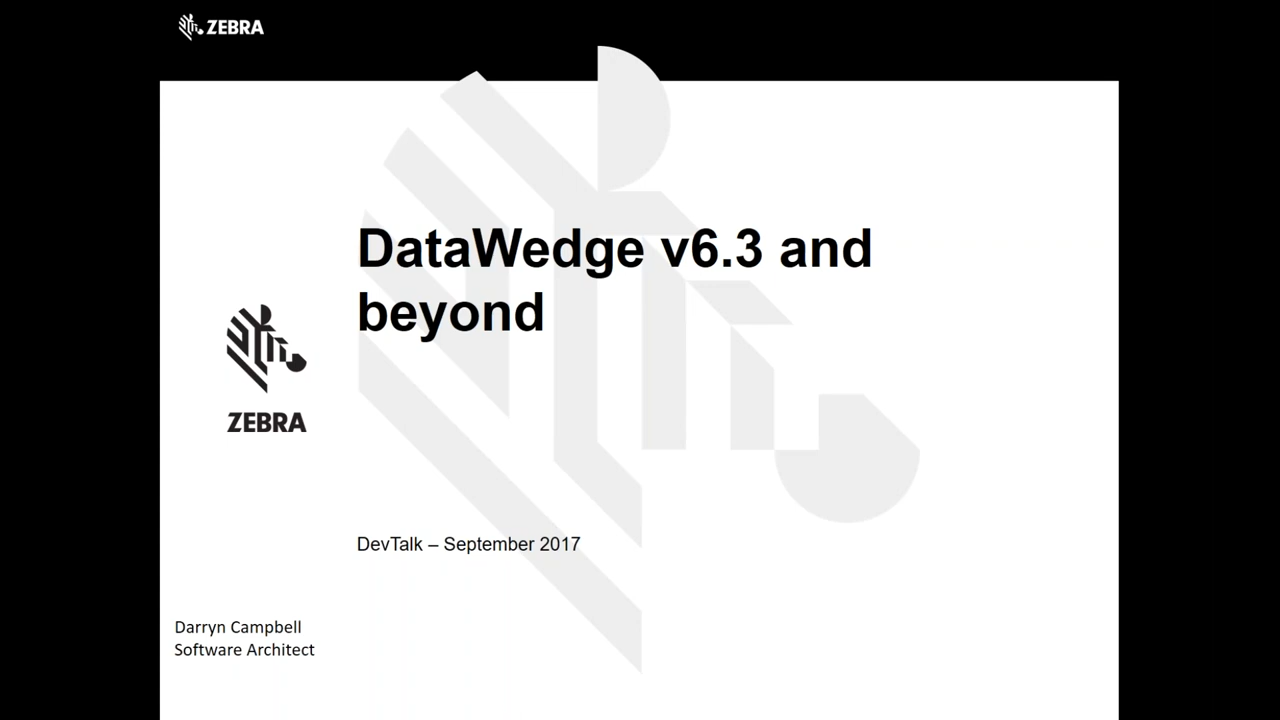 ZEBRA
DataWedge v6.3 and
beyond
ZEBRA
DevTalk – September 2017
Darryn Campbell
Software Architect